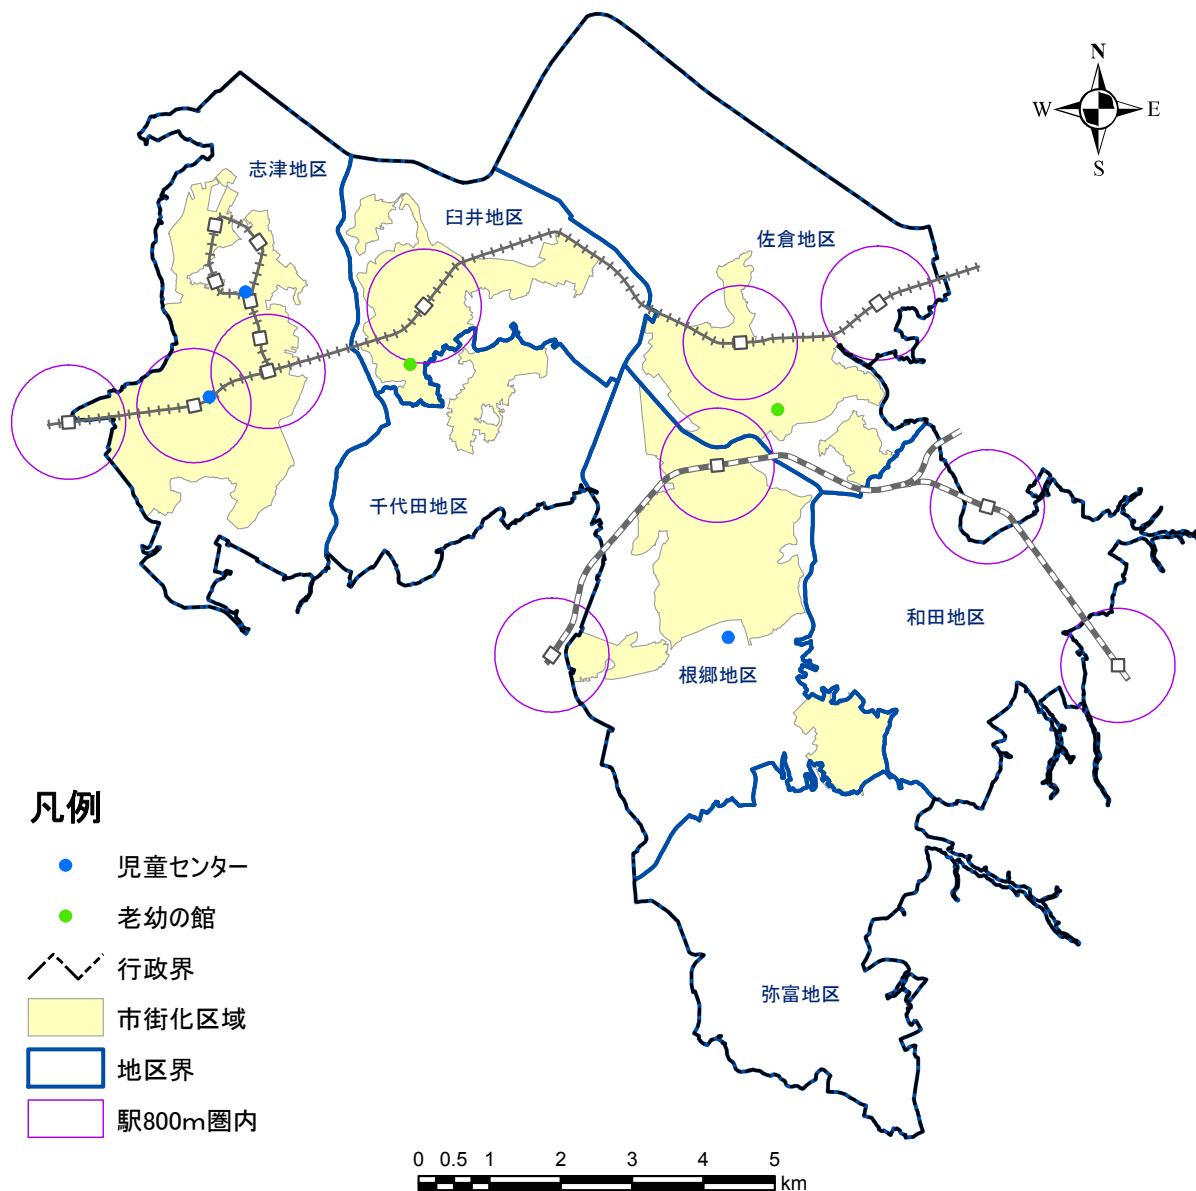 N
W
E
S
志津地区
臼井地区
佐倉地区
千代田地区
和田地区
根郷地区
弥富地区
凡例
児童センター
老幼の館
行政界
市街化区域
地区界
駅800m圏内
0 0.5 1 2 3 4 5
km